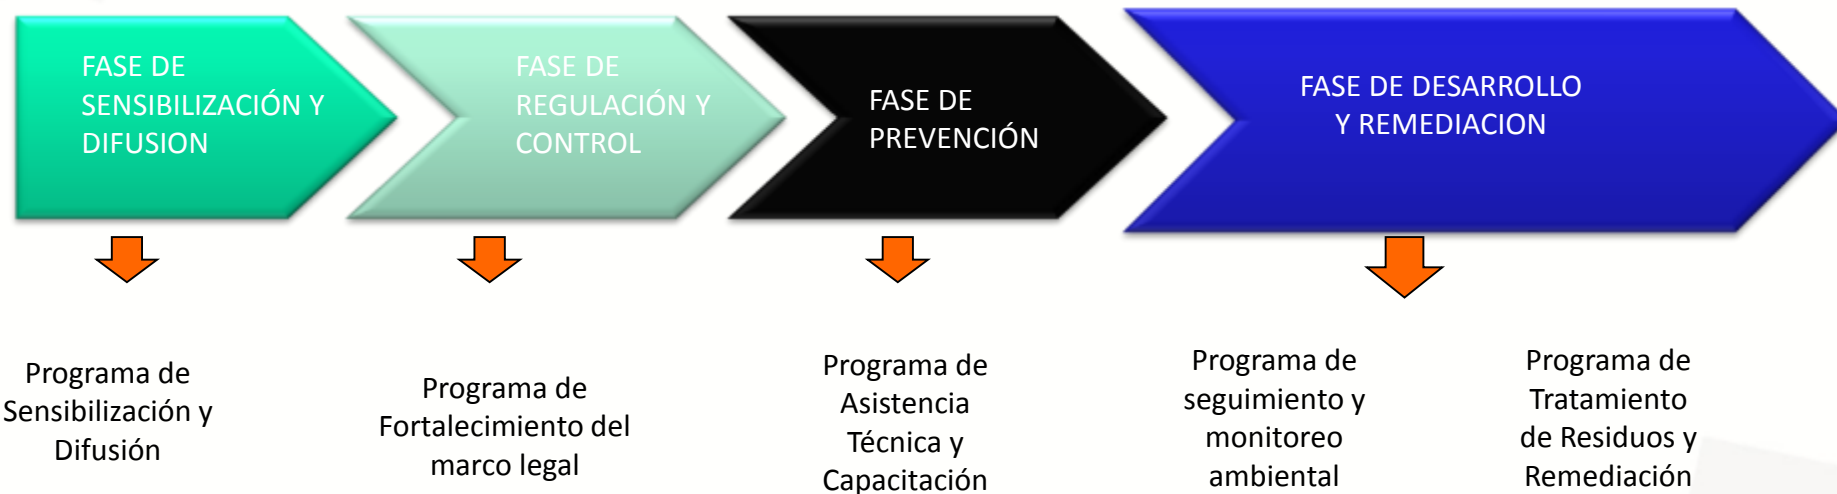 FASE DE
SENSIBILIZACIÓN Y
DIFUSION
FASE DE
REGULACIÓN Y
CONTROL
FASE DE
PREVENCIÓN
FASE DE DESARROLLO
Y REMEDIACION
Programa de
Sensibilización y
Difusión
Programa de
Fortalecimiento del
marco legal
Programa de
Asistencia
Técnica y
Capacitación
Programa de
seguimiento y
monitoreo
ambiental
Programa de
Tratamiento
de Residuos y
Remediación